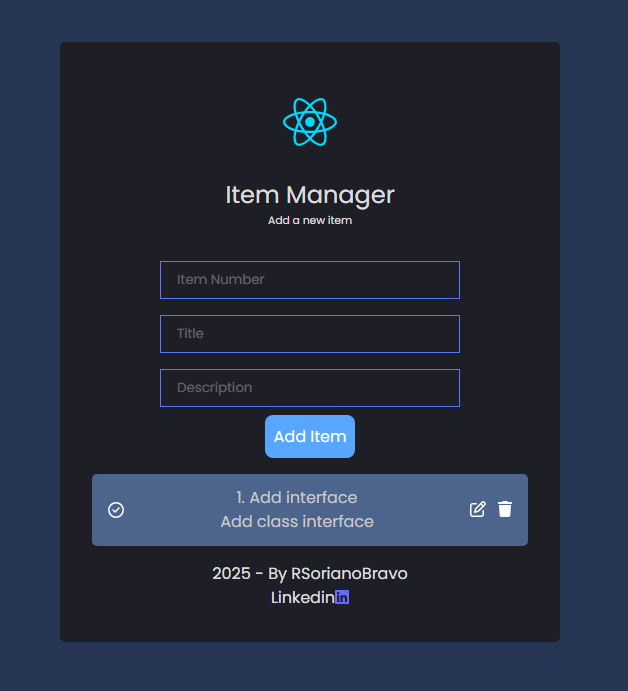 Item Manager
Add a new item
Item Number
Title
Description
Add Item
1. Add interface
Add class interface
2025 - By RSorianoBravo
Linkedin in